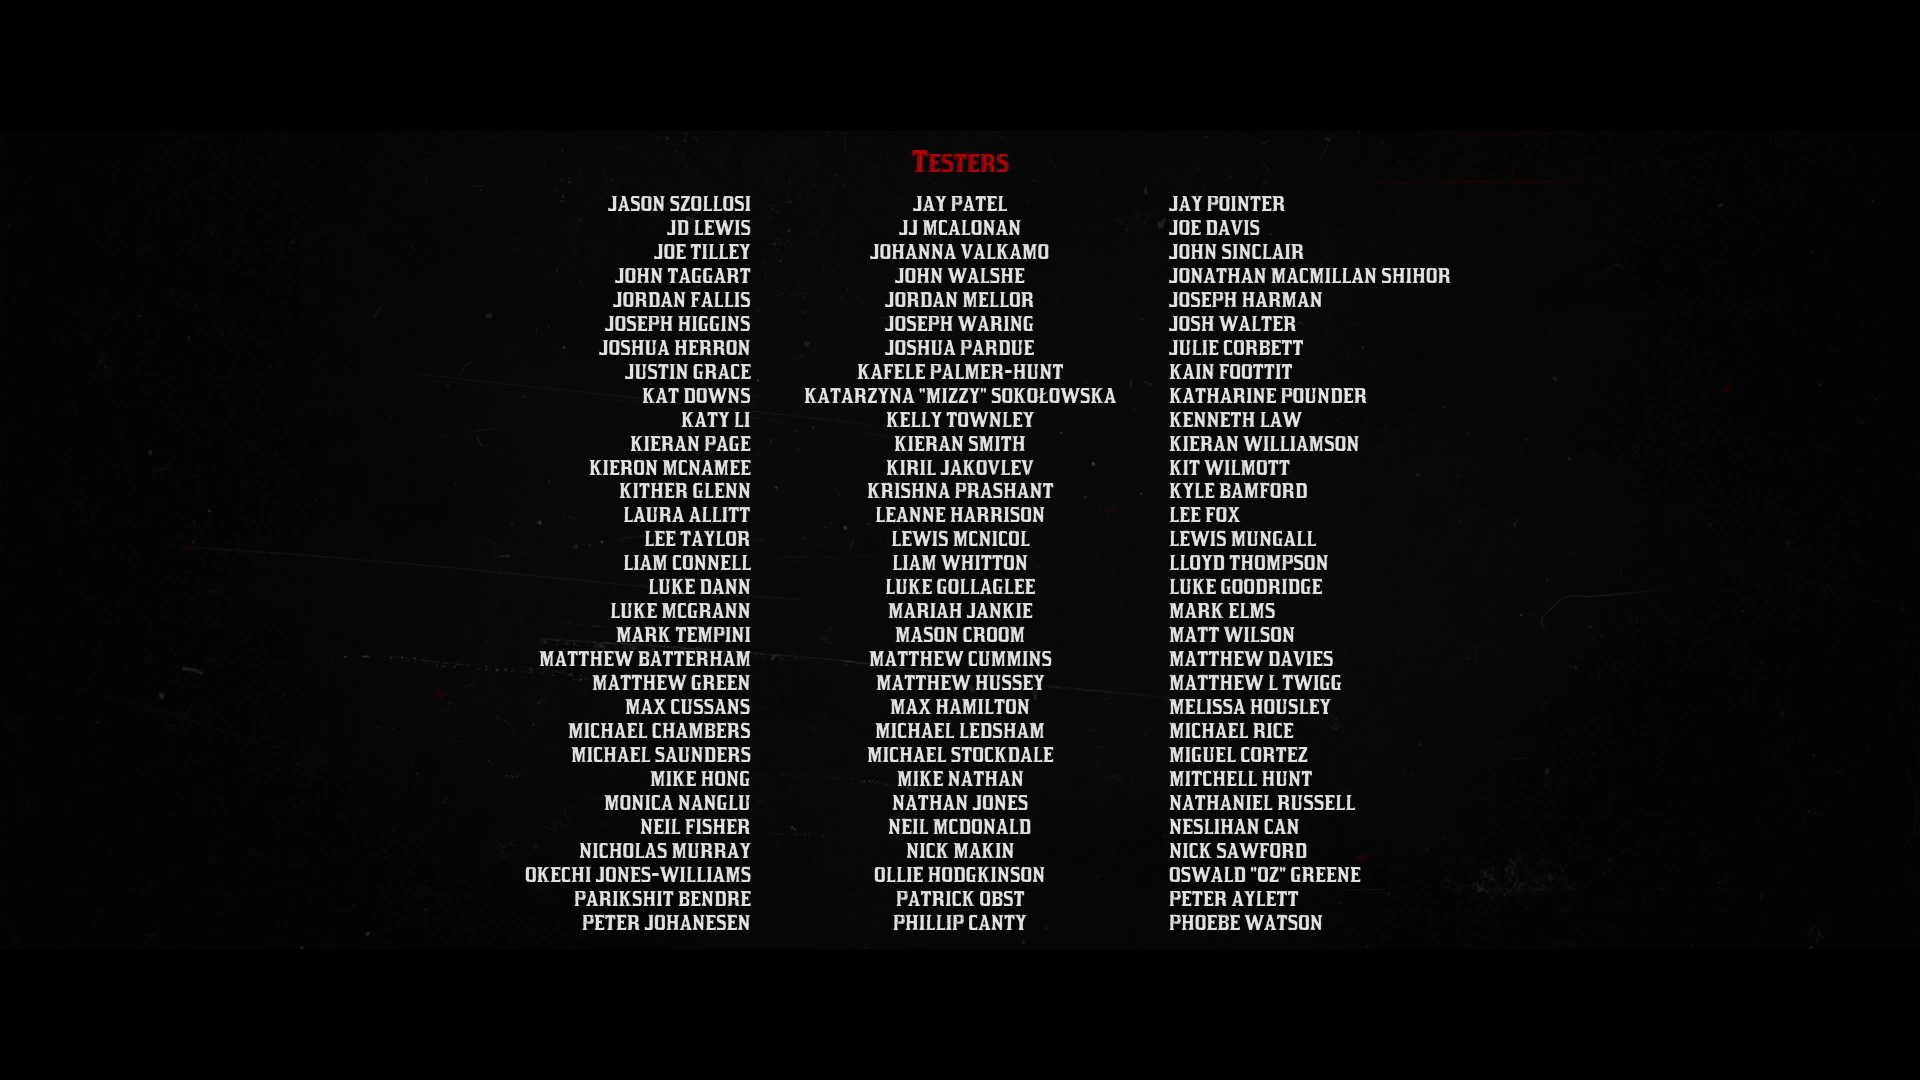 TESTERS
JASON SZOLLOSI JAY PATEL JAY POINTER
JD LEWIS JJ MCALONAN JOE DAVIS
JOE TILLEY JOHANNA VALKAMO JOHN SINCLAIR
JOHN TAGGART JOHN WALSHE JONATHAN MACMILLAN SHIHOR
JORDAN FALLIS JORDAN MELLOR JOSEPH HARMAN
JOSEPH HIGGINS JOSEPH WARING JOSH WALTER
JOSHUA HERRON JOSHUA PARDUE JULIE CORBETT
JUSTIN GRACE KAFELE PALMER-HUNT KAIN FOOTTIT
KAT DOWNS KATARZYNA "MIZZY" SOKOŁOWSKA KATHARINE POUNDER
KATY LI KELLY TOWNLEY KENNETH LAW
KIERAN PAGE KIERAN SMITH KIERAN WILLIAMSON
KIERON MCNAMEE KIRIL JAKOVLEV KIT WILMOTT
KITHER GLENN KRISHNA PRASHANT KYLE BAMFORD
LAURA ALLITT LEANNE HARRISON LEE FOX
LEE TAYLOR LEWIS MCNICOL LEWIS MUNGALL
LIAM CONNELL LIAM WHITTON LLOYD THOMPSON
LUKE DANN LUKE GOLLAGLEE LUKE GOODRIDGE
LUKE MCGRANN MARIAH JANKIE MARK ELMS
MARK TEMPINI MASON CROOM MATT WILSON
MATTHEW BATTERHAM MATTHEW CUMMINS MATTHEW DAVIES
MATTHEW GREEN MATTHEW HUSSEY MATTHEW L TWIGG
MAX CUSSANS MAX HAMILTON MELISSA HOUSLEY
MICHAEL CHAMBERS MICHAEL LEDSHAM MICHAEL RICE
MICHAEL SAUNDERS MICHAEL STOCKDALE MIGUEL CORTEZ
MIKE HONG MIKE NATHAN MITCHELL HUNT
MONICA NANGLU NATHAN JONES NATHANIEL RUSSELL
NEIL FISHER NEIL MCDONALD NESLIHAN CAN
NICHOLAS MURRAY NICK MAKIN NICK SAWFORD
OKECHI JONES-WILLIAMS OLLIE HODGKINSON OSWALD "OZ" GREENE
PARIKSHIT BENDRE PATRICK OBST PETER AYLETT
PETER JOHANESEN PHILLIP CANTY PHOEBE WATSON